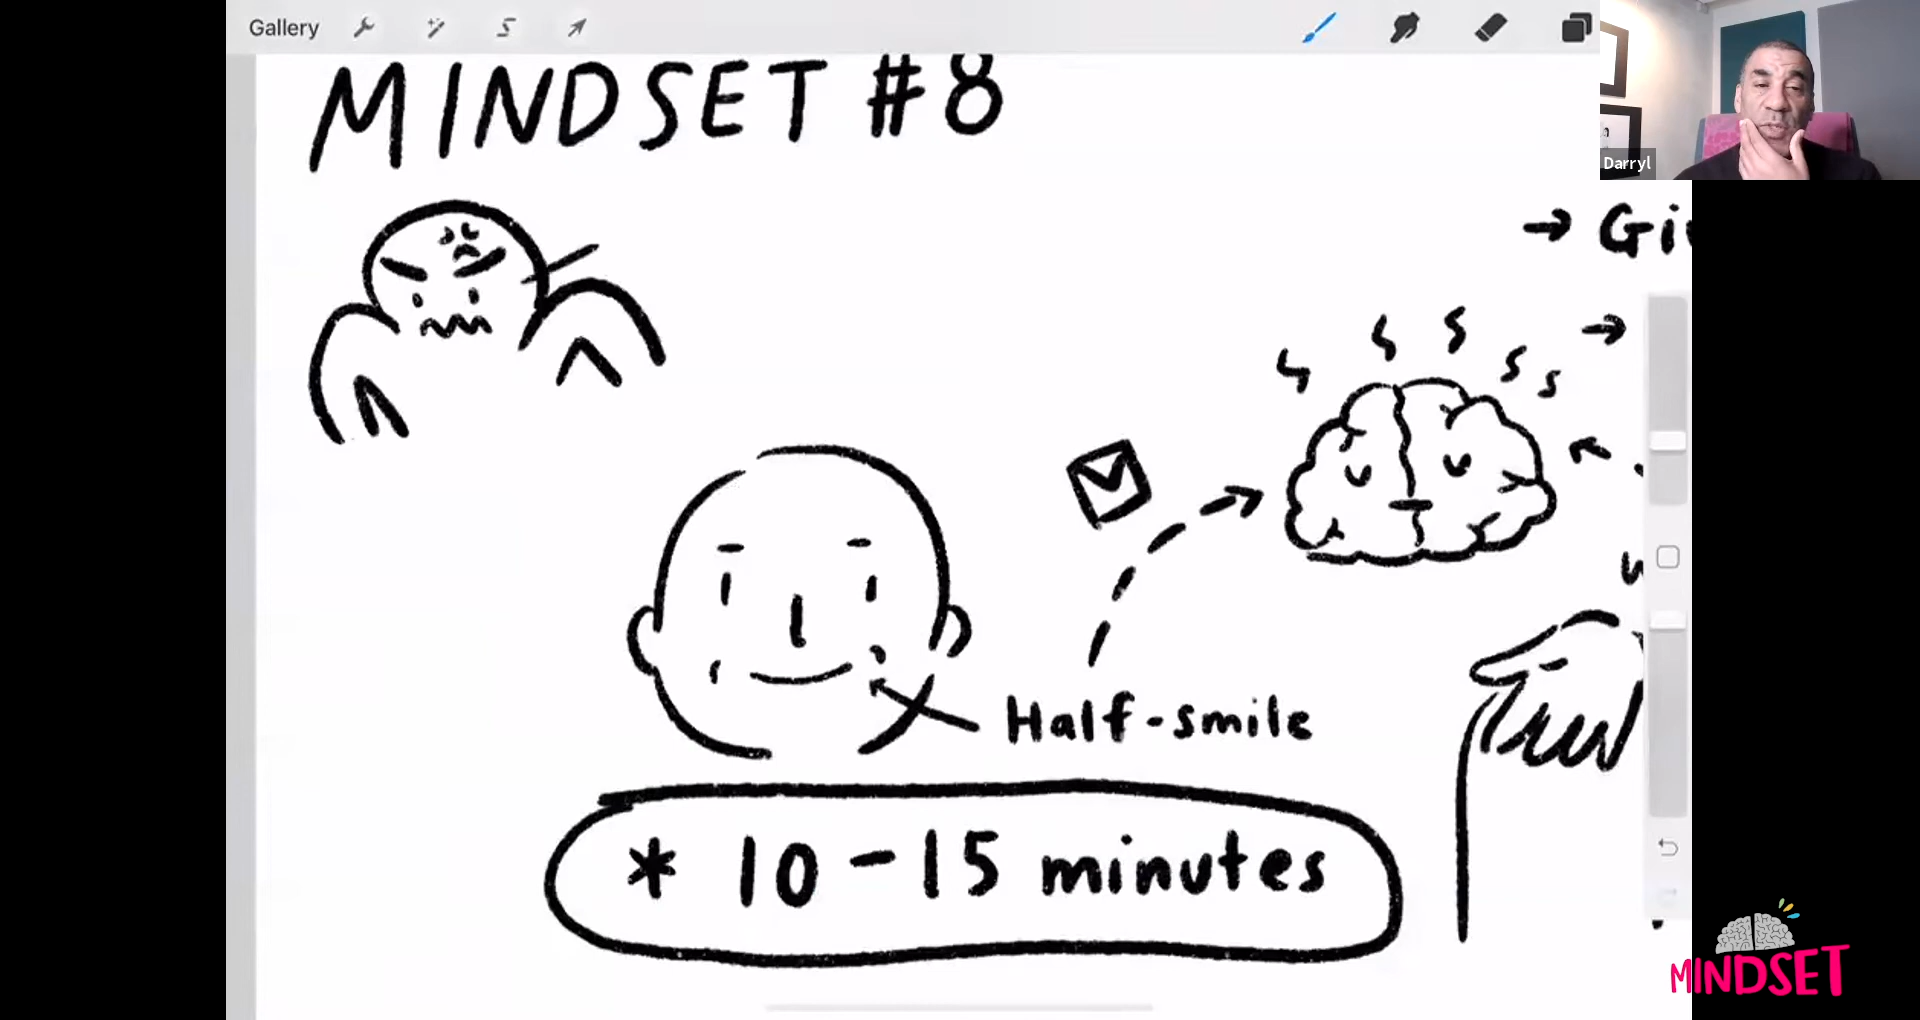 Gallery
MINDSET #8
Darryl
Half-smile
* 10-15 minutes
MINDSET